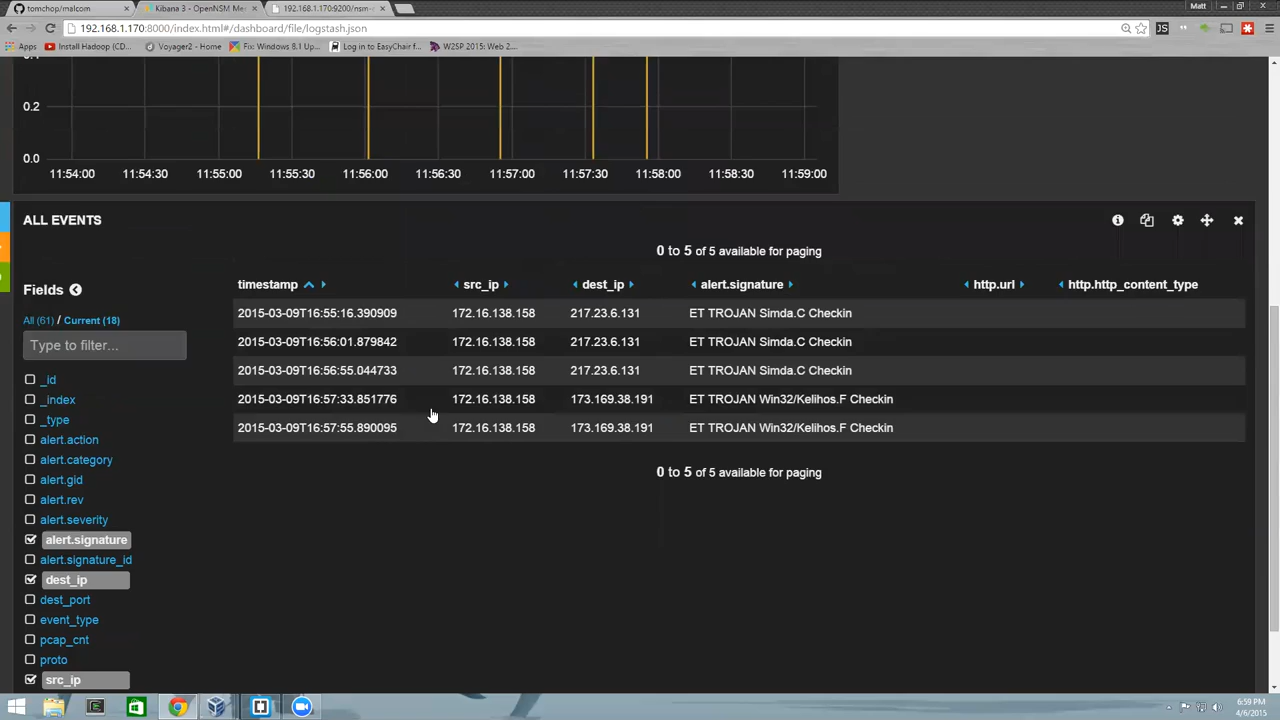 tomchop/malcom × Kibana 3 - OpenNSM Me × 192.168.1.170:9200/nsm- × Matt
192.168.1.170:8000/index.html#/dashboard/file/logstash.json
Apps Install Hadoop (CD... Voyager2 - Home Fix: Windows 8.1 Up... Log in to EasyChair f... W2SP 2015: Web 2...
0.2
0.0
11:54:00 11:54:30 11:55:00 11:55:30 11:56:00 11:56:30 11:57:00 11:57:30 11:58:00 11:58:30 11:59:00
ALL EVENTS
0 to 5 of 5 available for paging
Fields
timestamp src_ip dest_ip alert.signature http.url http.http_content_type
2015-03-09T16:55:16.390909 172.16.138.158 217.23.6.131 ET TROJAN Simda.C Checkin
All (61) / Current (18)
2015-03-09T16:56:01.879842 172.16.138.158 217.23.6.131 ET TROJAN Simda.C Checkin
Type to filter...
2015-03-09T16:56:55.044733 172.16.138.158 217.23.6.131 ET TROJAN Simda.C Checkin
_id
2015-03-09T16:57:33.851776 172.16.138.158 173.169.38.191 ET TROJAN Win32/Kelihos.F Checkin
_index
_type
2015-03-09T16:57:55.890095 172.16.138.158 173.169.38.191 ET TROJAN Win32/Kelihos.F Checkin
alert.action
alert.category
0 to 5 of 5 available for paging
alert.gid
alert.rev
alert.severity
alert.signature
alert.signature_id
dest_ip
dest_port
event_type
pcap_cnt
proto
src_ip
6:59 PM
4/6/2015